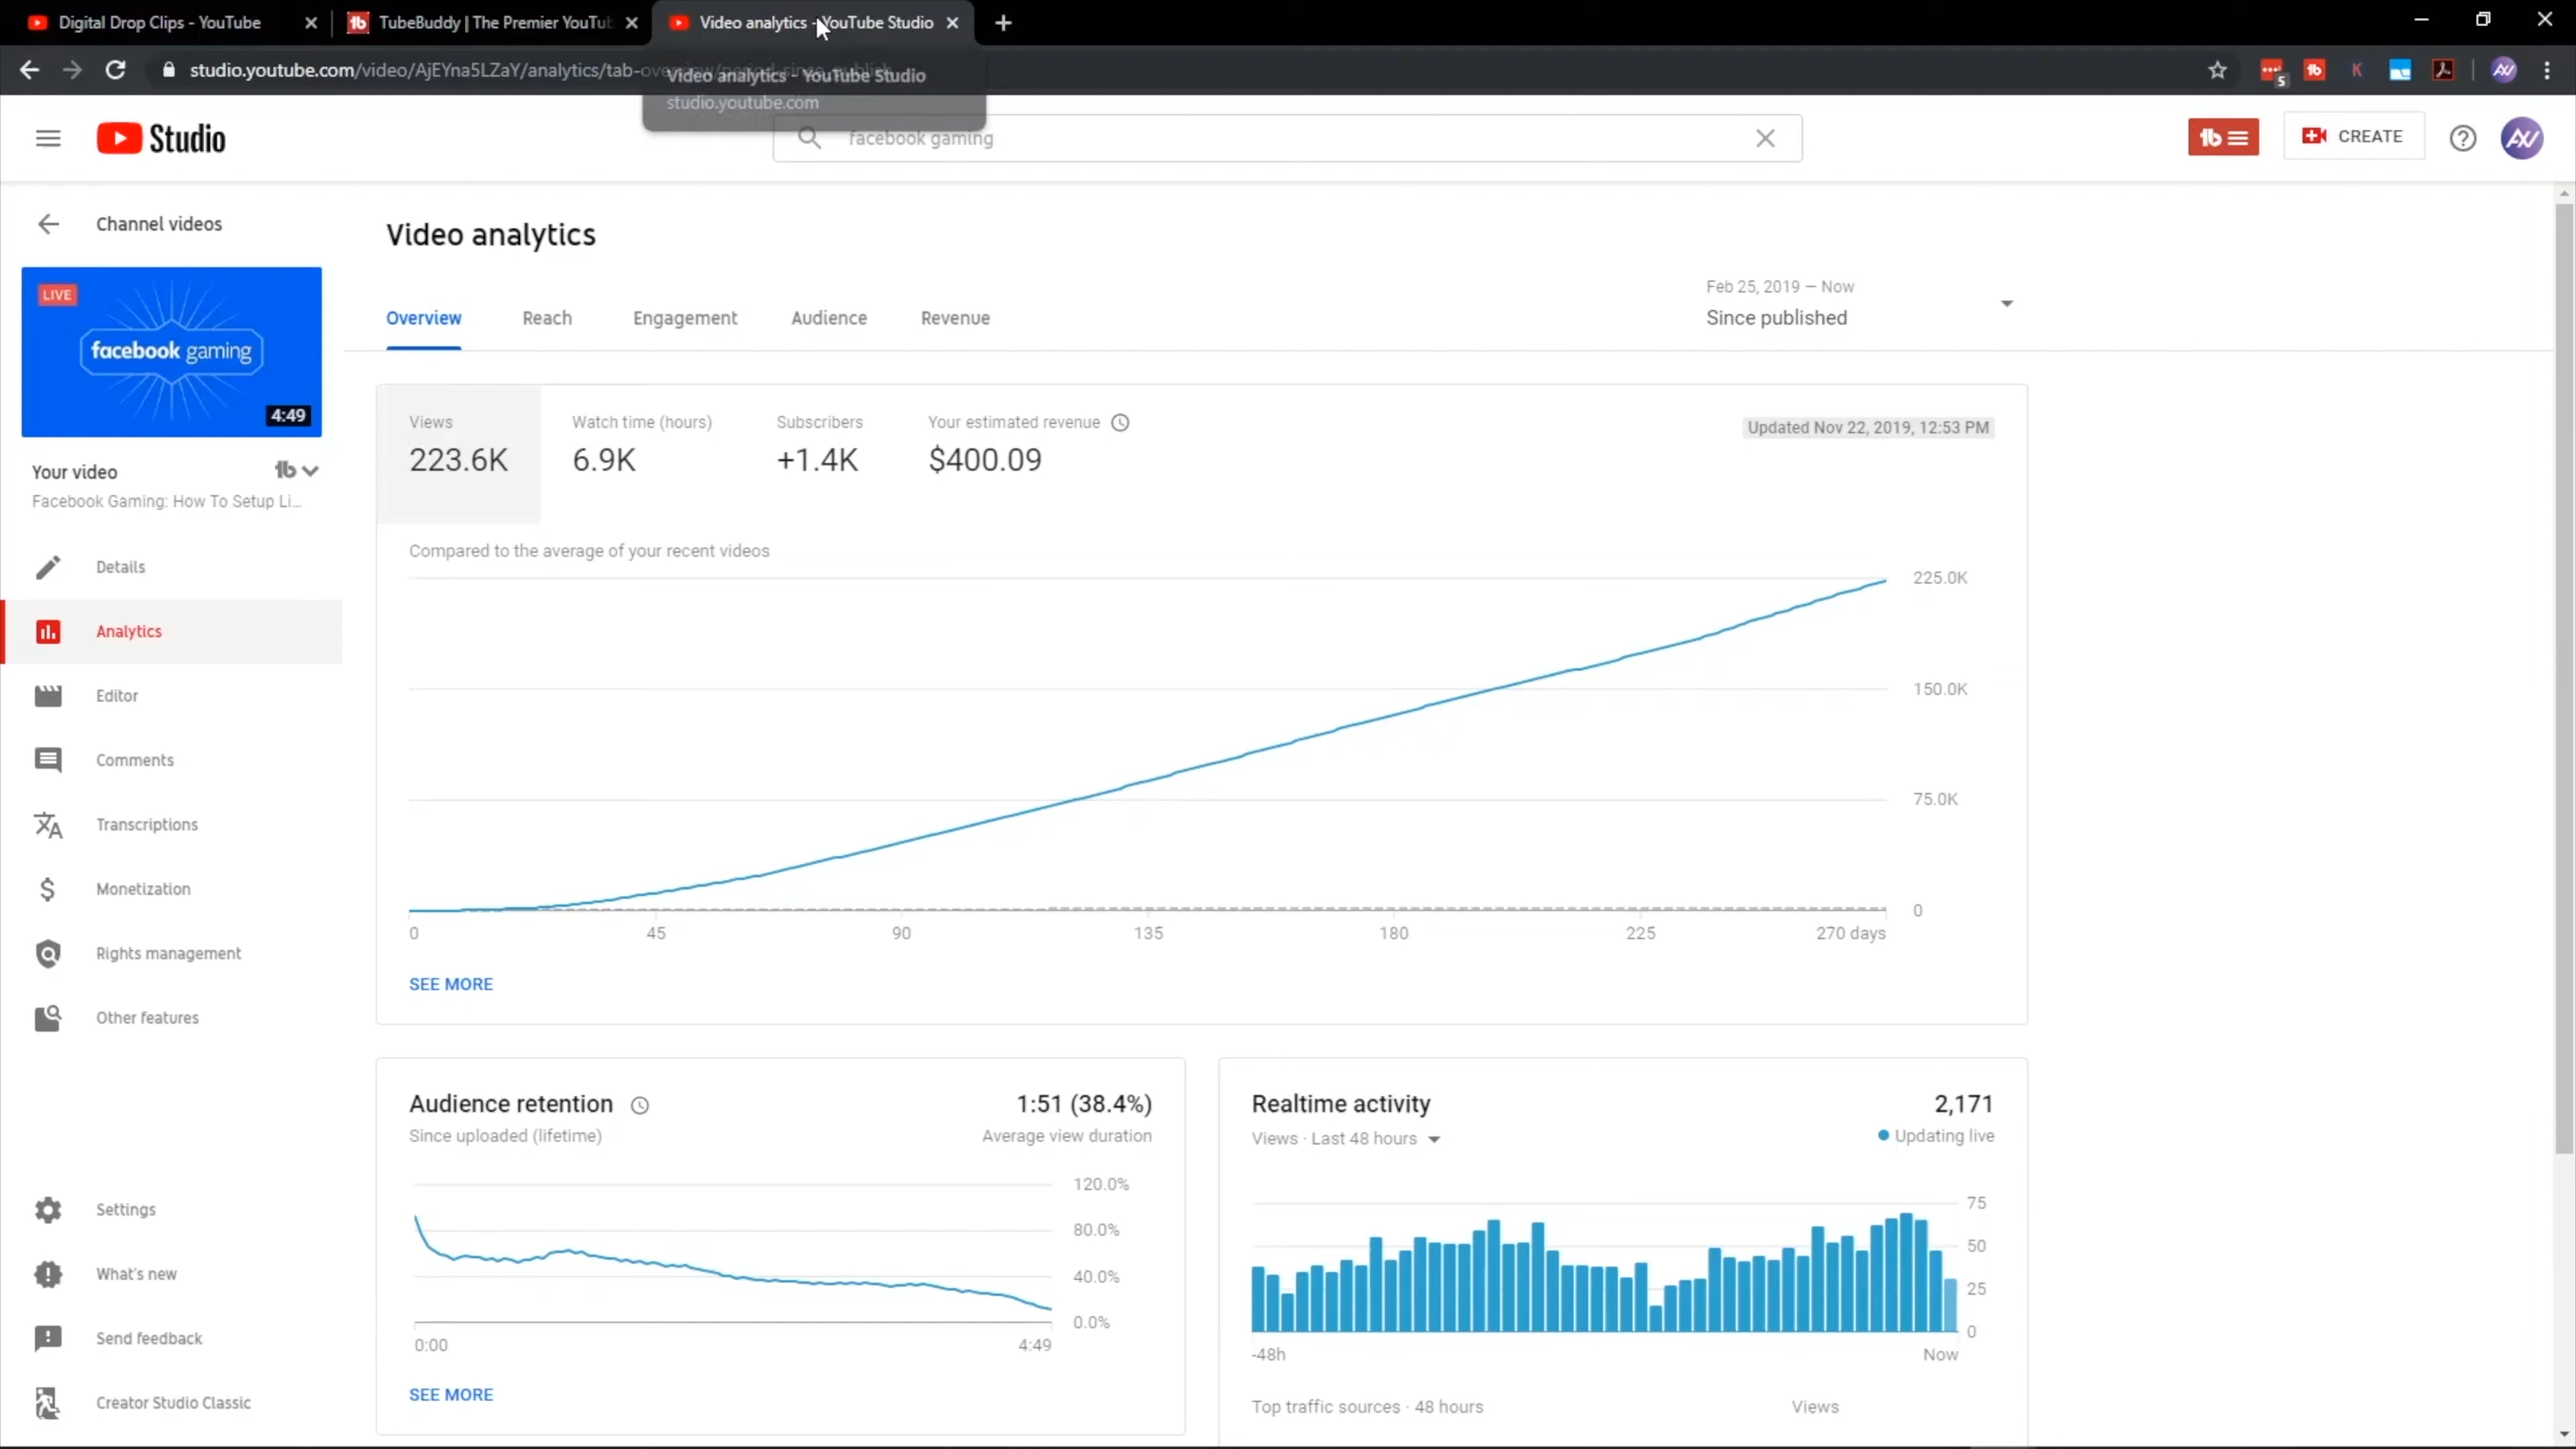 Digital Drop Clips - YouTube
TubeBuddy | The Premier YouTub
Video analytics - YouTube Studio
studio.youtube.com/video/AjEYna5LZaY/analytics/tab-overview/period-since_publish
5
Video analytics - YouTube Studio
studio.youtube.com
Studio
facebook gaming
CREATE
Channel videos
LIVE
facebook gaming
4:49
Your video
Facebook Gaming: How To Setup Li...
Details
Analytics
Editor
Comments
Transcriptions
Monetization
Rights management
Other features
Settings
What's new
Send feedback
Creator Studio Classic
Video analytics
Overview
Reach
Engagement
Audience
Revenue
Feb 25, 2019 – Now
Since published
Views
223.6K
Watch time (hours)
6.9K
Subscribers
+1.4K
Your estimated revenue
$400.09
Updated Nov 22, 2019, 12:53 PM
Compared to the average of your recent videos
225.0K
150.0K
75.0K
0
0 45 90 135 180 225 270 days
SEE MORE
Audience retention
1:51 (38.4%)
Since uploaded (lifetime)
Average view duration
120.0%
80.0%
40.0%
0.0%
0:00 4:49
SEE MORE
Realtime activity
2,171
Views · Last 48 hours
Updating live
75
50
25
0
-48h Now
Top traffic sources · 48 hours Views